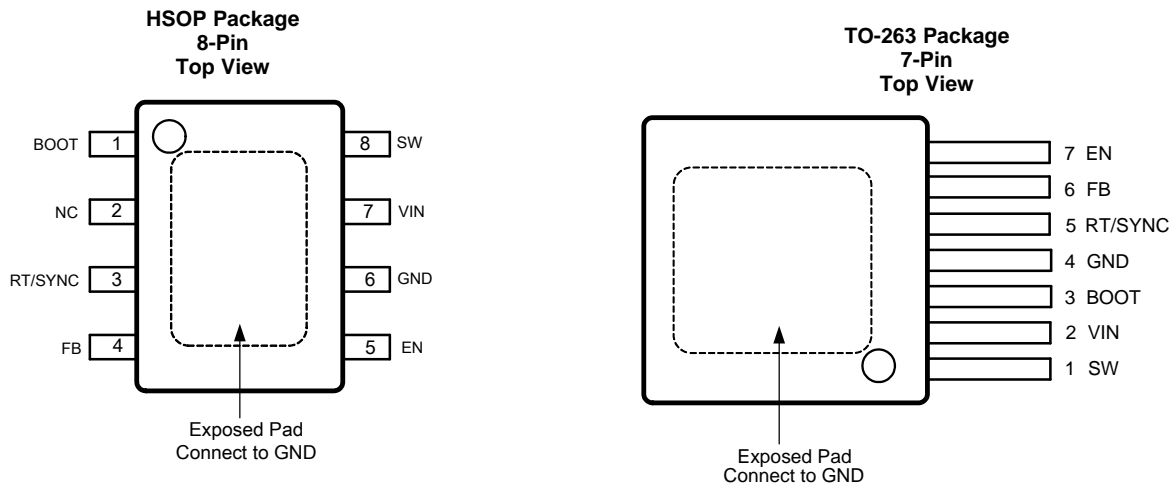 HSOP Package
8-Pin
Top View
BOOT 1
8 SW
NC 2
7 VIN
RT/SYNC 3
6 GND
FB 4
5 EN
Exposed Pad
Connect to GND
TO-263 Package
7-Pin
Top View
7 EN
6 FB
5 RT/SYNC
4 GND
3 BOOT
2 VIN
1 SW
Exposed Pad
Connect to GND